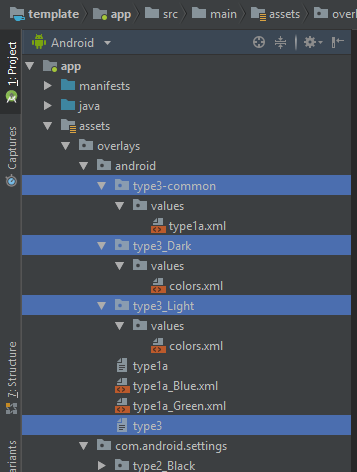 template app src main assets overl
Android
1: Project
Captures
7: Structure
ariants
app
manifests
java
assets
overlays
android
type3-common
values
type1a.xml
type3_Dark
values
colors.xml
type3_Light
values
colors.xml
type1a
type1a_Blue.xml
type1a_Green.xml
type3
com.android.settings
type2_Black